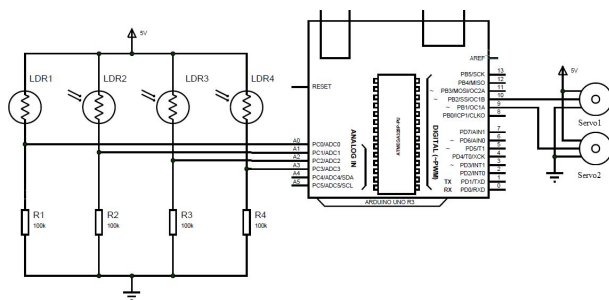 5V
LDR1
LDR2
LDR3
LDR4
R1
100k
R2
100k
R3
100k
R4
100k
A0
A1
A2
A3
A4
A5
RESET
PC0/ADC0
PC1/ADC1
PC2/ADC2
PC3/ADC3
PC4/ADC4/SDA
PC5/ADC5/SCL
ANALOG IN
ATMEGA328P-PU
DIGITAL (~PWM)
AREF
PB5/SCK 13
PB4/MISO 12
~ PB3/MOSI/OC2A 11
~ PB2/SS/OC1B 10
~ PB1/OC1A 9
PB0/ICP1/CLKO 8
PD7/AIN1 7
~ PD6/AIN0 6
~ PD5/T1 5
PD4/T0/XCK 4
~ PD3/INT1 3
PD2/INT0 2
TX PD1/TXD 1
RX PD0/RXD 0
ARDUINO UNO R3
5V
Servo1
Servo2